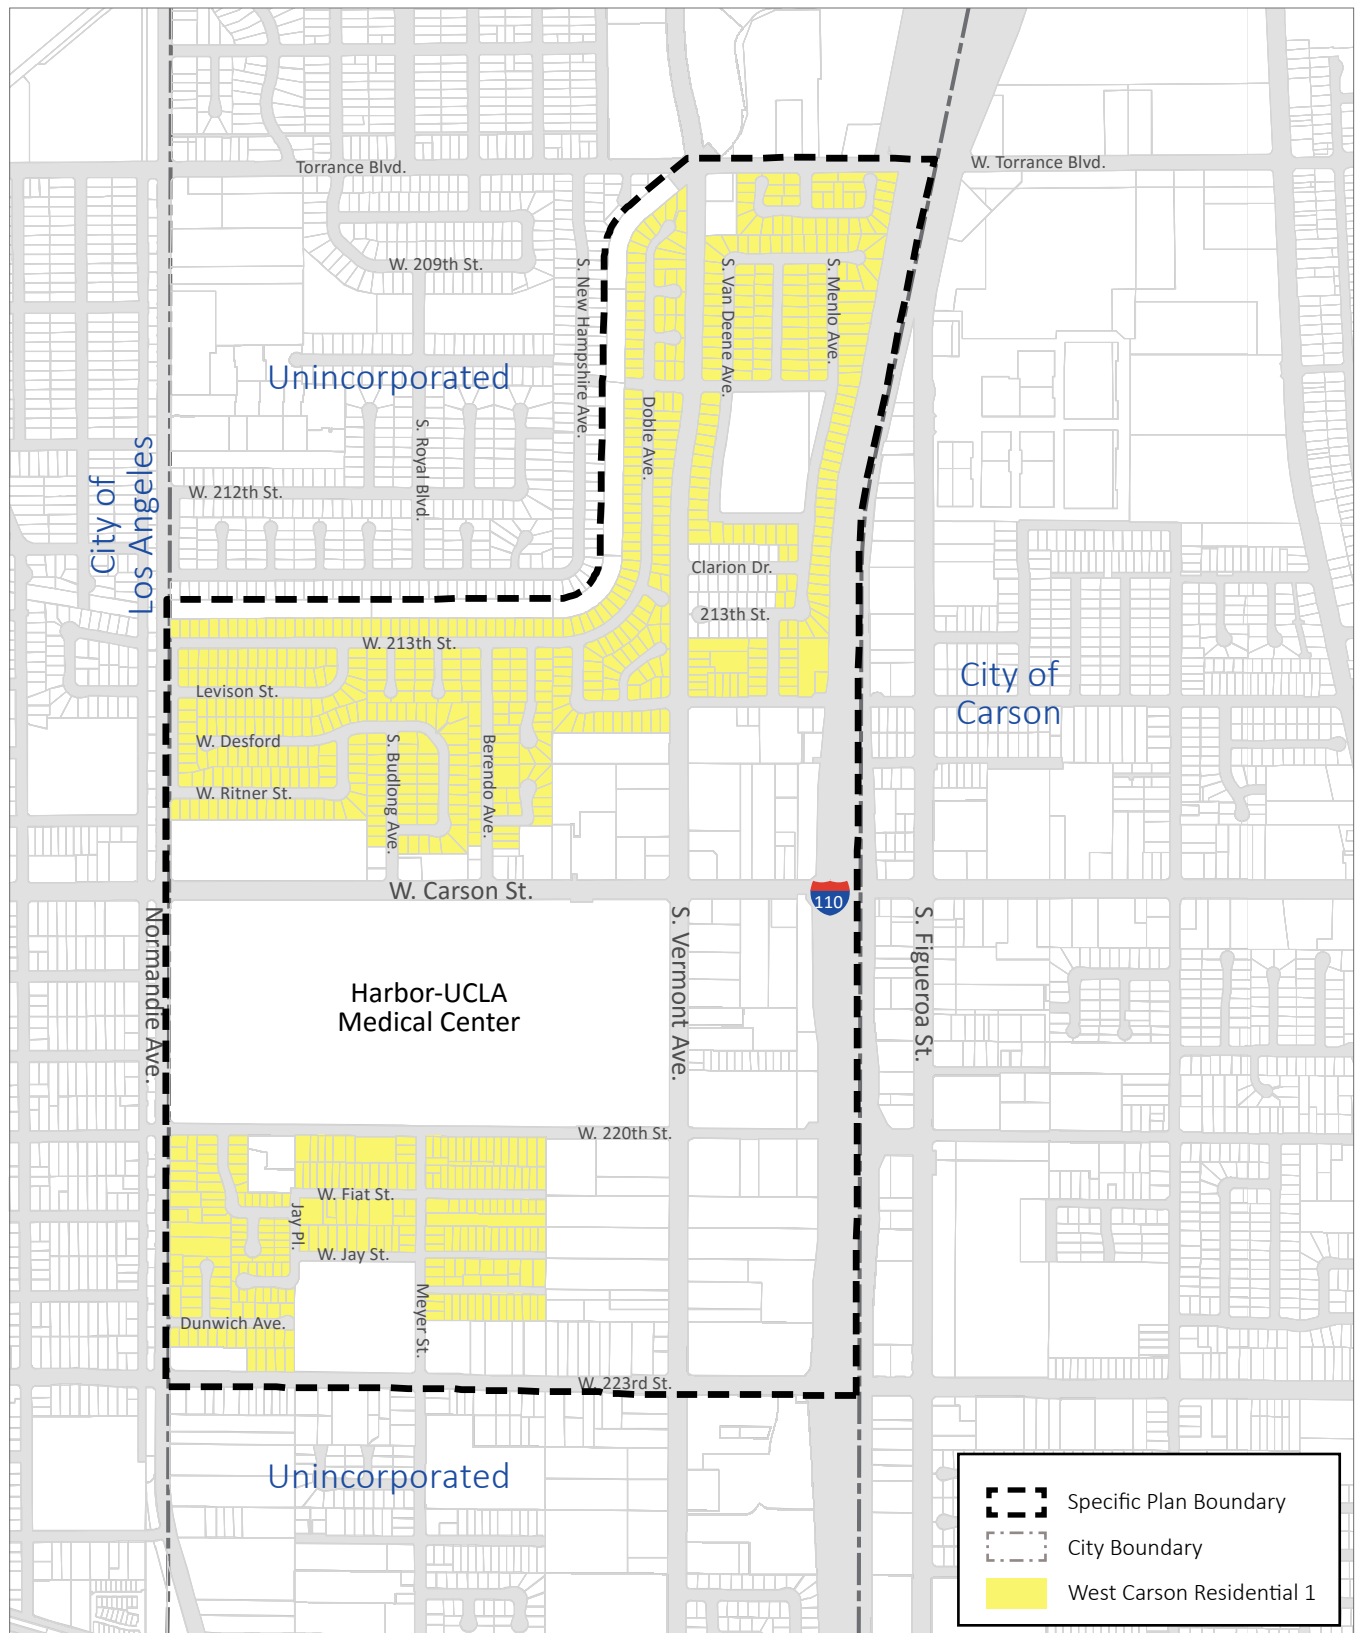 Torrance Blvd.
W. Torrance Blvd.
W. 209th St.
S. New Hampshire Ave.
S. Van Deene Ave.
S. Menlo Ave.
Unincorporated
Doble Ave.
S. Royal Blvd.
City of
Los Angeles
W. 212th St.
Clarion Dr.
213th St.
W. 213th St.
Levison St.
City of
Carson
W. Desford
S. Budlong Ave.
Berendo Ave.
W. Ritner St.
W. Carson St.
110
Normandie Ave.
S. Vermont Ave.
S. Figueroa St.
Harbor-UCLA
Medical Center
W. 220th St.
W. Fiat St.
Jay Pl.
W. Jay St.
Meyer St.
Dunwich Ave.
W. 223rd St.
Unincorporated
Specific Plan Boundary
City Boundary
West Carson Residential 1